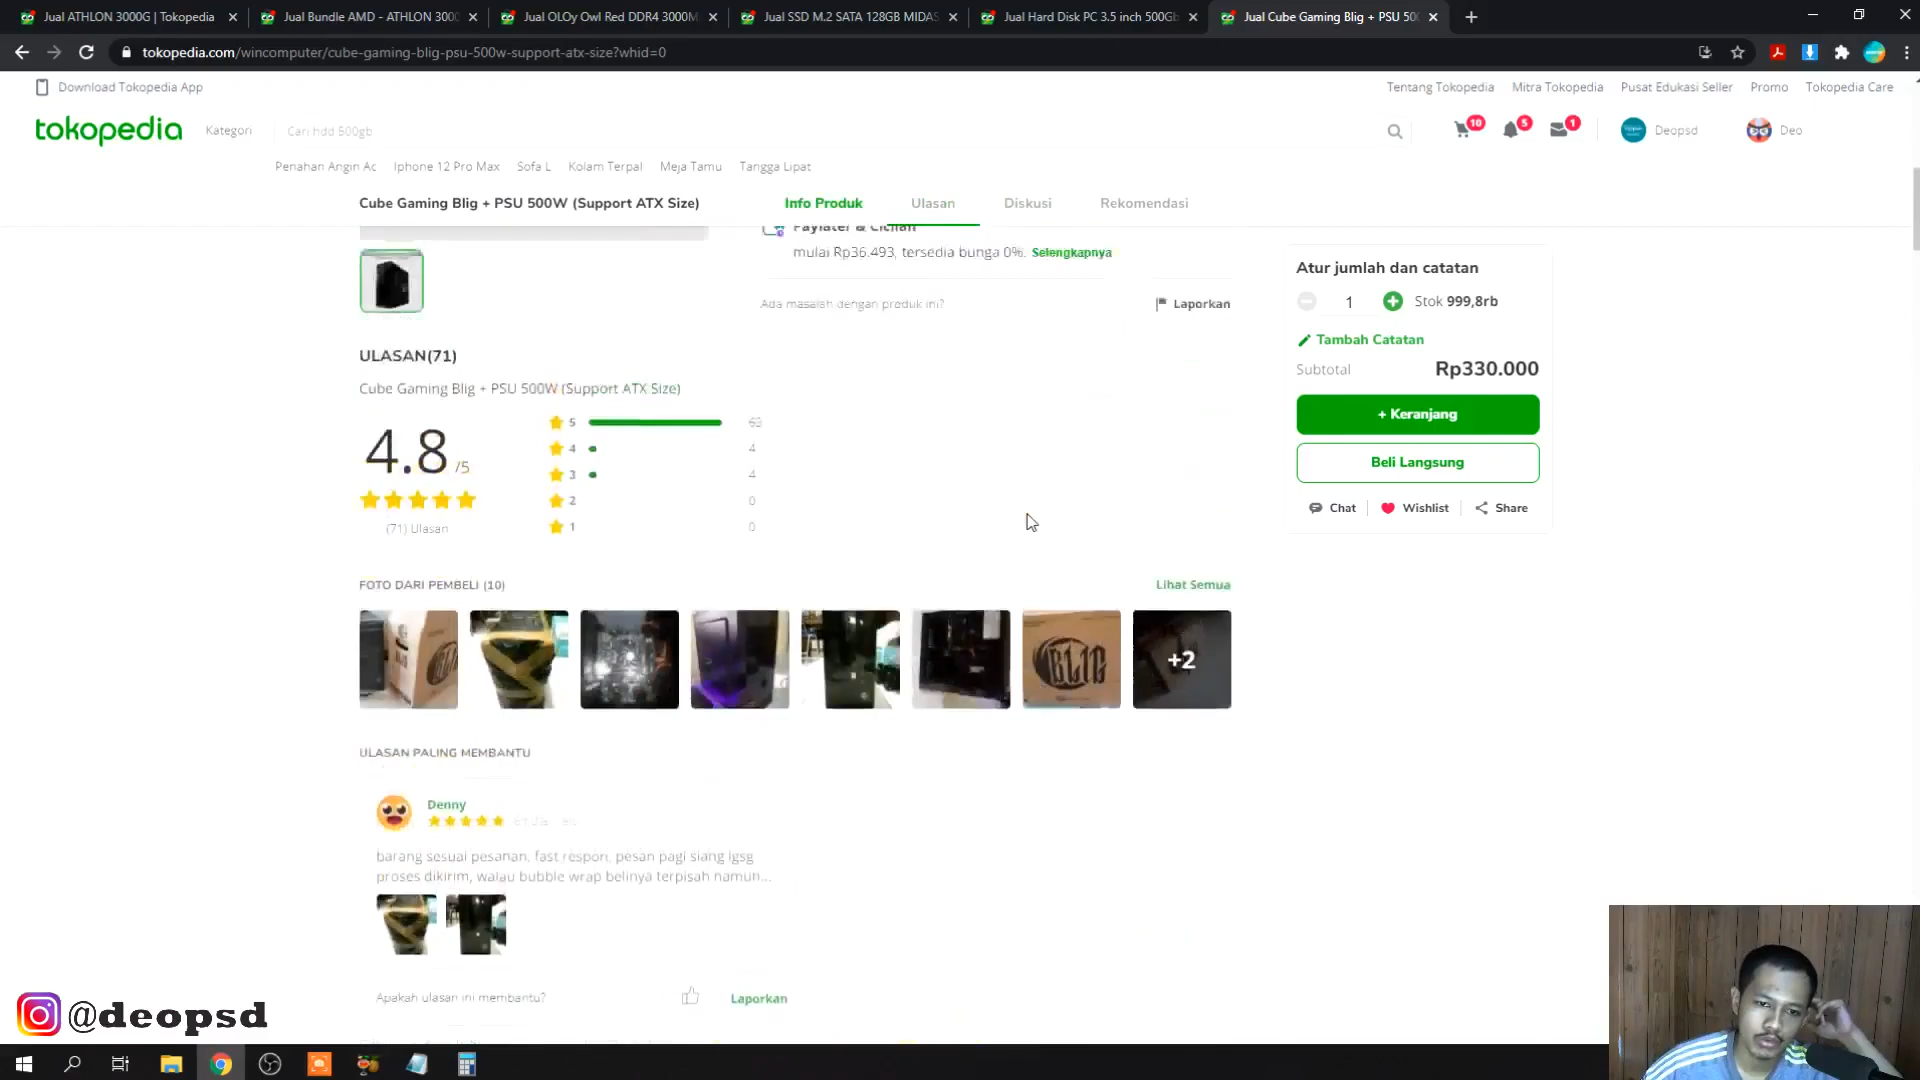 Jual ATHLON 3000G | Tokopedia
Jual Bundle AMD - ATHLON 3000
Jual OLOy Owl Red DDR4 3000M
Jual SSD M.2 SATA 128GB MIDAS
Jual Hard Disk PC 3.5 inch 500Gb
Jual Cube Gaming Blig + PSU 500
tokopedia.com/wincomputer/cube-gaming-blig-psu-500w-support-atx-size?whid=0
Download Tokopedia App
Tentang Tokopedia
Mitra Tokopedia
Pusat Edukasi Seller
Promo
Tokopedia Care
tokopedia
Kategori
Cari hdd 500gb
10
5
1
Deopsd
Deo
Penahan Angin Ac
Iphone 12 Pro Max
Sofa L
Kolam Terpal
Meja Tamu
Tangga Lipat
Cube Gaming Blig + PSU 500W (Support ATX Size)
Info Produk
Ulasan
Diskusi
Rekomendasi
Paylater & Cicilan
mulai Rp36.493, tersedia bunga 0%. Selengkapnya
Ada masalah dengan produk ini?
Laporkan
Atur jumlah dan catatan
1
Stok 999,8rb
Tambah Catatan
Subtotal
Rp330.000
+ Keranjang
Beli Langsung
Chat
Wishlist
Share
ULASAN(71)
Cube Gaming Blig + PSU 500W (Support ATX Size)
4.8 /5
(71) Ulasan
5 63
4 4
3 4
2 0
1 0
FOTO DARI PEMBELI (10)
Lihat Semua
BLIG
+2
ULASAN PALING MEMBANTU
Denny
barang sesuai pesanan, fast respon, pesan pagi siang lgsg
proses dikirim, walau bubble wrap belinya terpisah namun...
Apakah ulasan ini membantu?
Laporkan
@deopsd